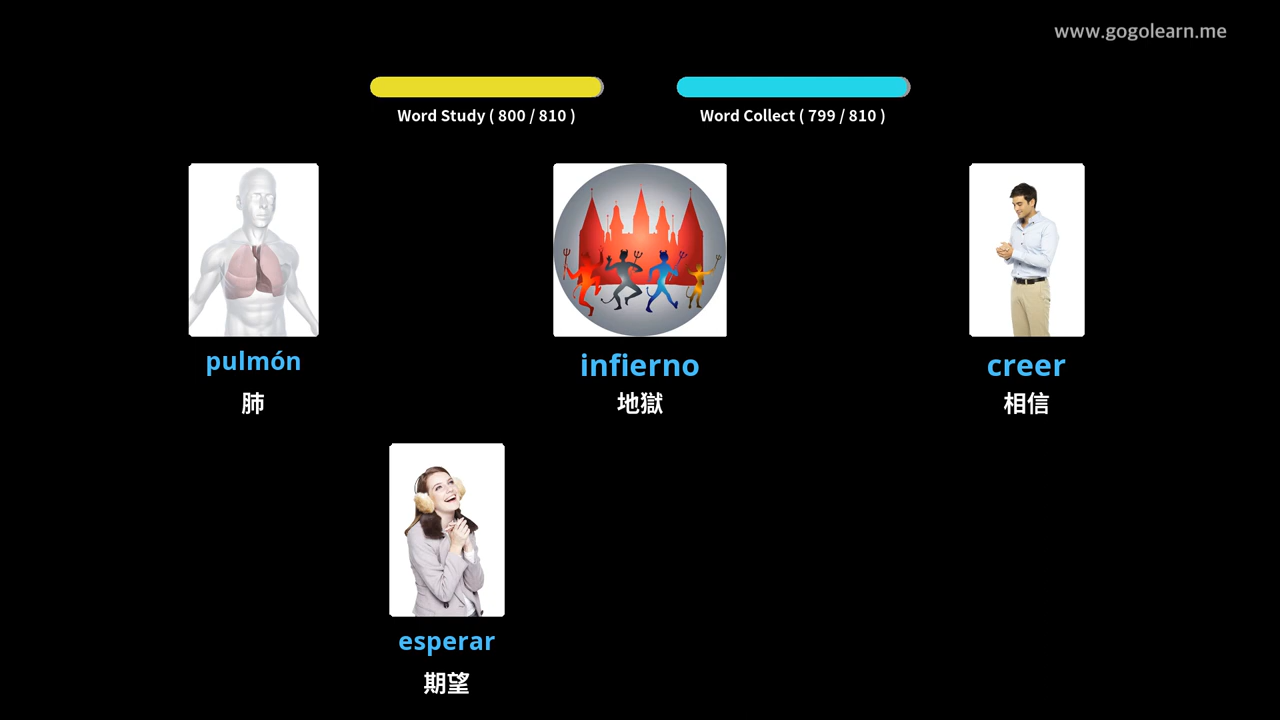 www.gogolearn.me
Word Study ( 800 / 810 )
Word Collect ( 799 / 810 )
pulmón
肺
infierno
地獄
creer
相信
esperar
期望